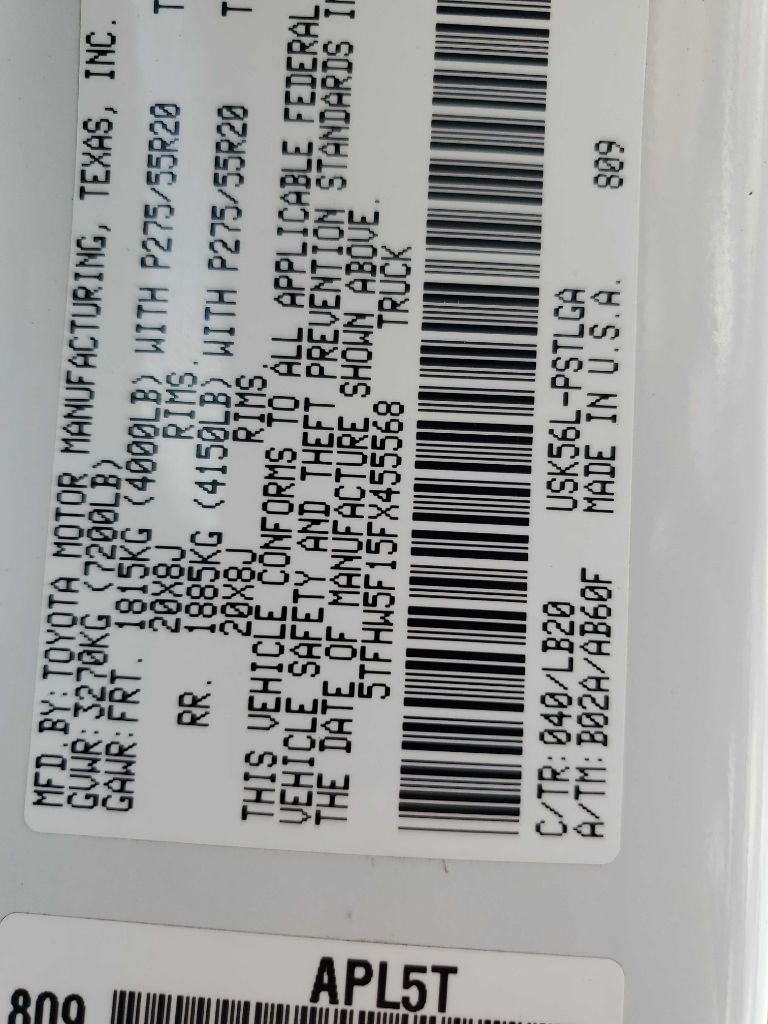 MFD.BY: TOYOTA MOTOR MANUFACTURING, TEXAS, INC.
GVWR: 3270KG (7200LB)
GAWR: FRT. 1815KG (4000LB) WITH P275/55R20 T
20X8J RIMS.
RR. 1885KG (4150LB) WITH P275/55R20 T
20X8J RIMS.
THIS VEHICLE CONFORMS TO ALL APPLICABLE FEDERAL
VEHICLE SAFETY AND THEFT PREVENTION STANDARDS I
THE DATE OF MANUFACTURE SHOWN ABOVE.
5TFHW5F15FX455568 TRUCK
C/TR: 040/LB20 USK56L-PSTLGA 809
A/TM: B02A/AB60F MADE IN U.S.A.
APL5T
809